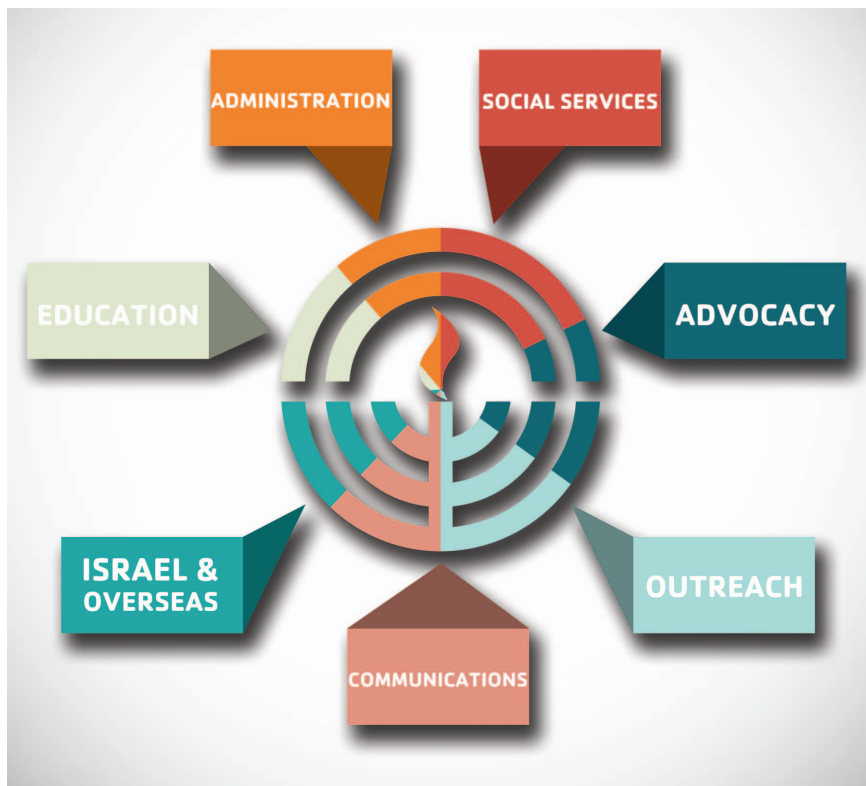 ADMINISTRATION
SOCIAL SERVICES
EDUCATION
ADVOCACY
ISRAEL &
OVERSEAS
OUTREACH
COMMUNICATIONS